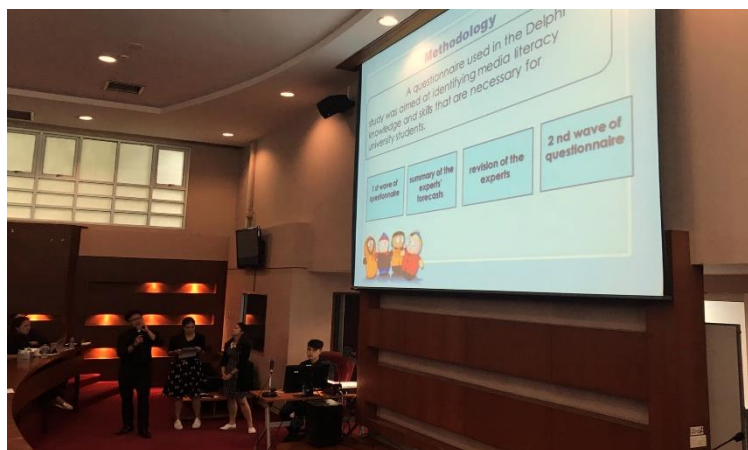 Methodology
A questionnaire used in the Delphi
study was aimed at identifying media literacy
knowledge and skills that are necessary for
university students.
1 st wave of
questionnaire
summary of the
experts'
forecasts
revision of the
experts
2 nd wave of
questionnaire